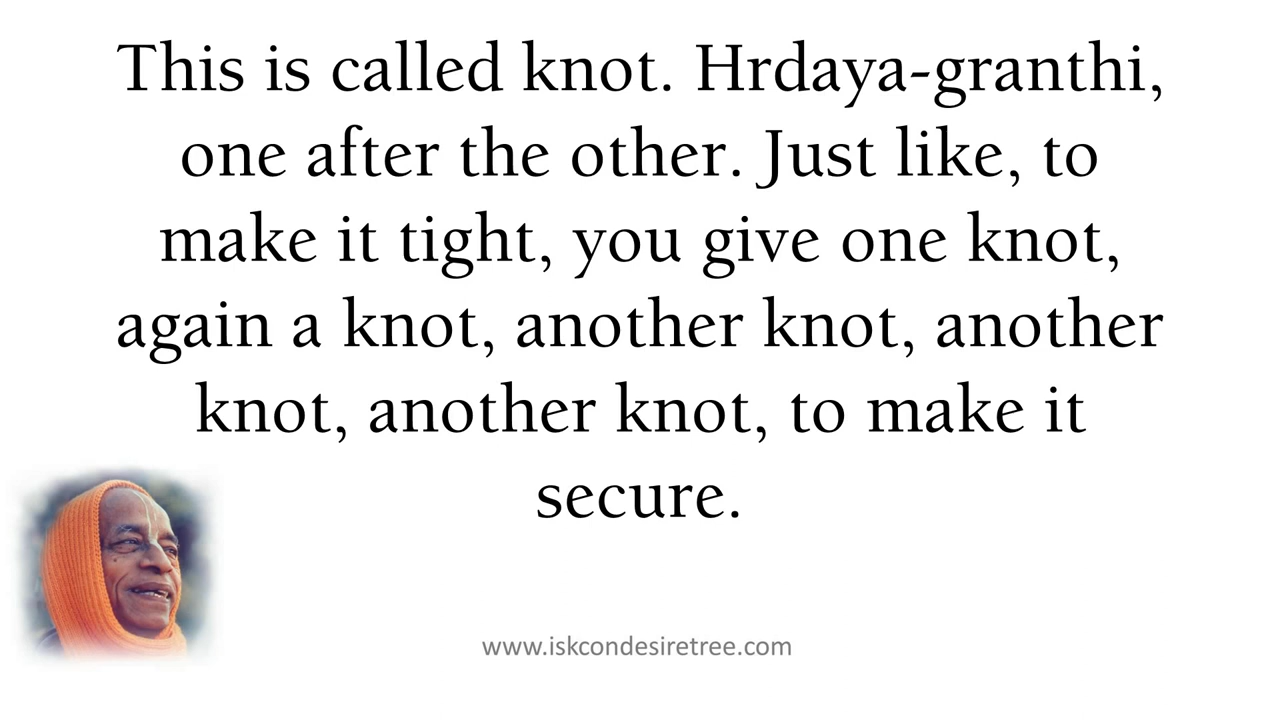 This is called knot. Hrdaya-granthi,
one after the other. Just like, to
make it tight, you give one knot,
again a knot, another knot, another
knot, another knot, to make it
secure.
www.iskcondesiretree.com